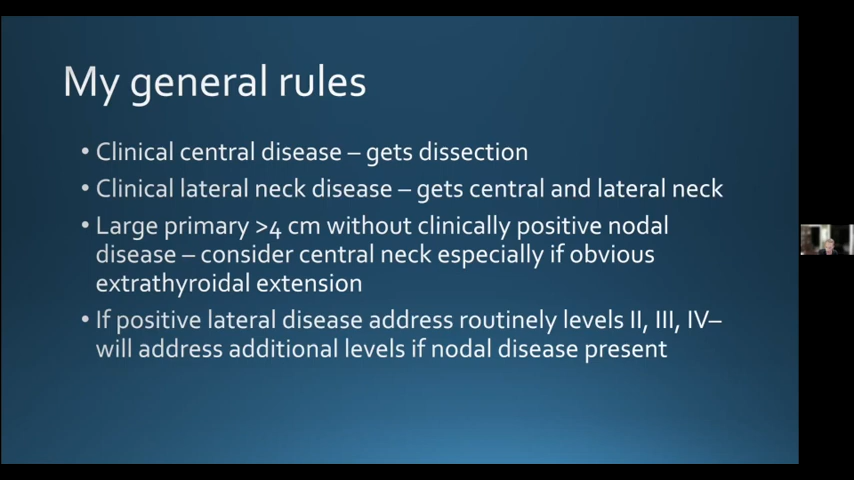 My general rules
• Clinical central disease – gets dissection
• Clinical lateral neck disease – gets central and lateral neck
• Large primary >4 cm without clinically positive nodal
disease – consider central neck especially if obvious
extrathyroidal extension
• If positive lateral disease address routinely levels II, III, IV–
will address additional levels if nodal disease present